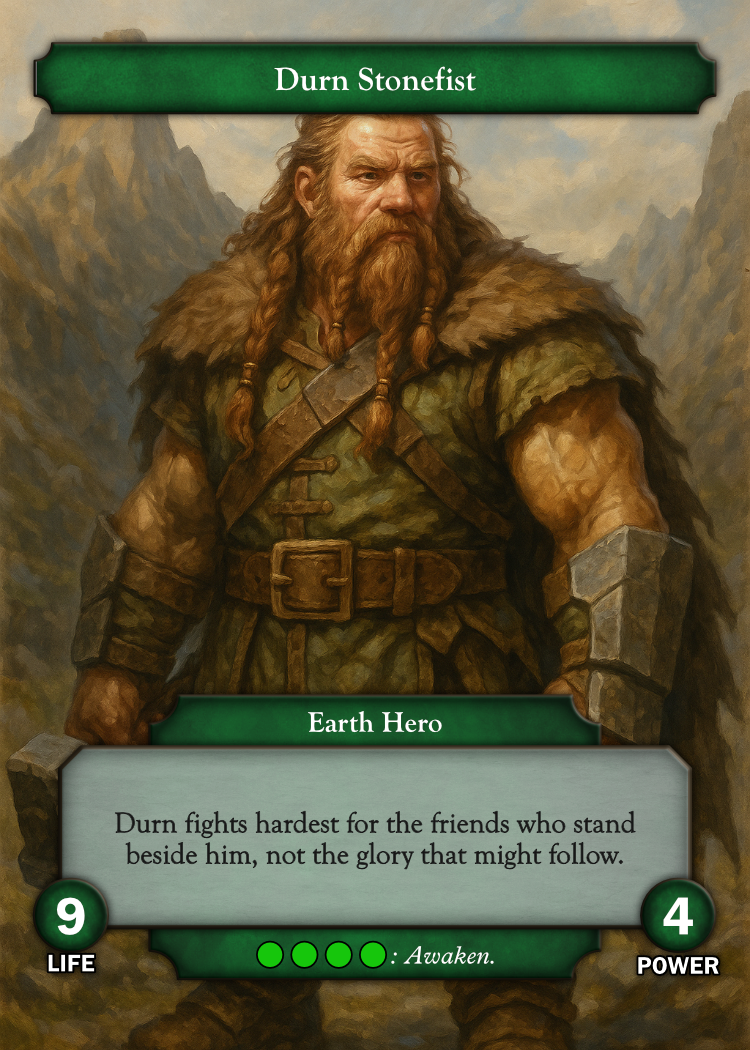 Durn Stonefist
Earth Hero
Durn fights hardest for the friends who stand
beside him, not the glory that might follow.
9
LIFE
4
POWER
: Awaken.